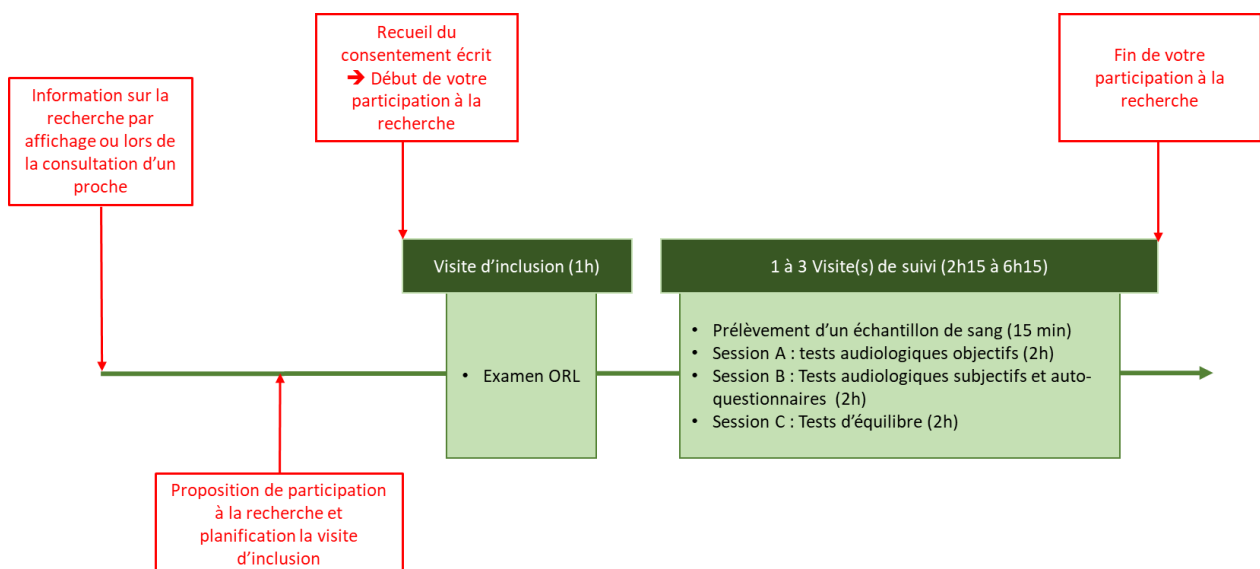 Information sur la
recherche par
affichage ou lors de
la consultation d'un
proche
Recueil du
consentement écrit
➔ Début de votre
participation à la
recherche
Fin de votre
participation à la
recherche
Visite d'inclusion (1h)
• Examen ORL
1 à 3 Visite(s) de suivi (2h15 à 6h15)
• Prélèvement d'un échantillon de sang (15 min)
• Session A : tests audiologiques objectifs (2h)
• Session B : Tests audiologiques subjectifs et auto-
questionnaires (2h)
• Session C : Tests d'équilibre (2h)
Proposition de participation
à la recherche et
planification la visite
d'inclusion